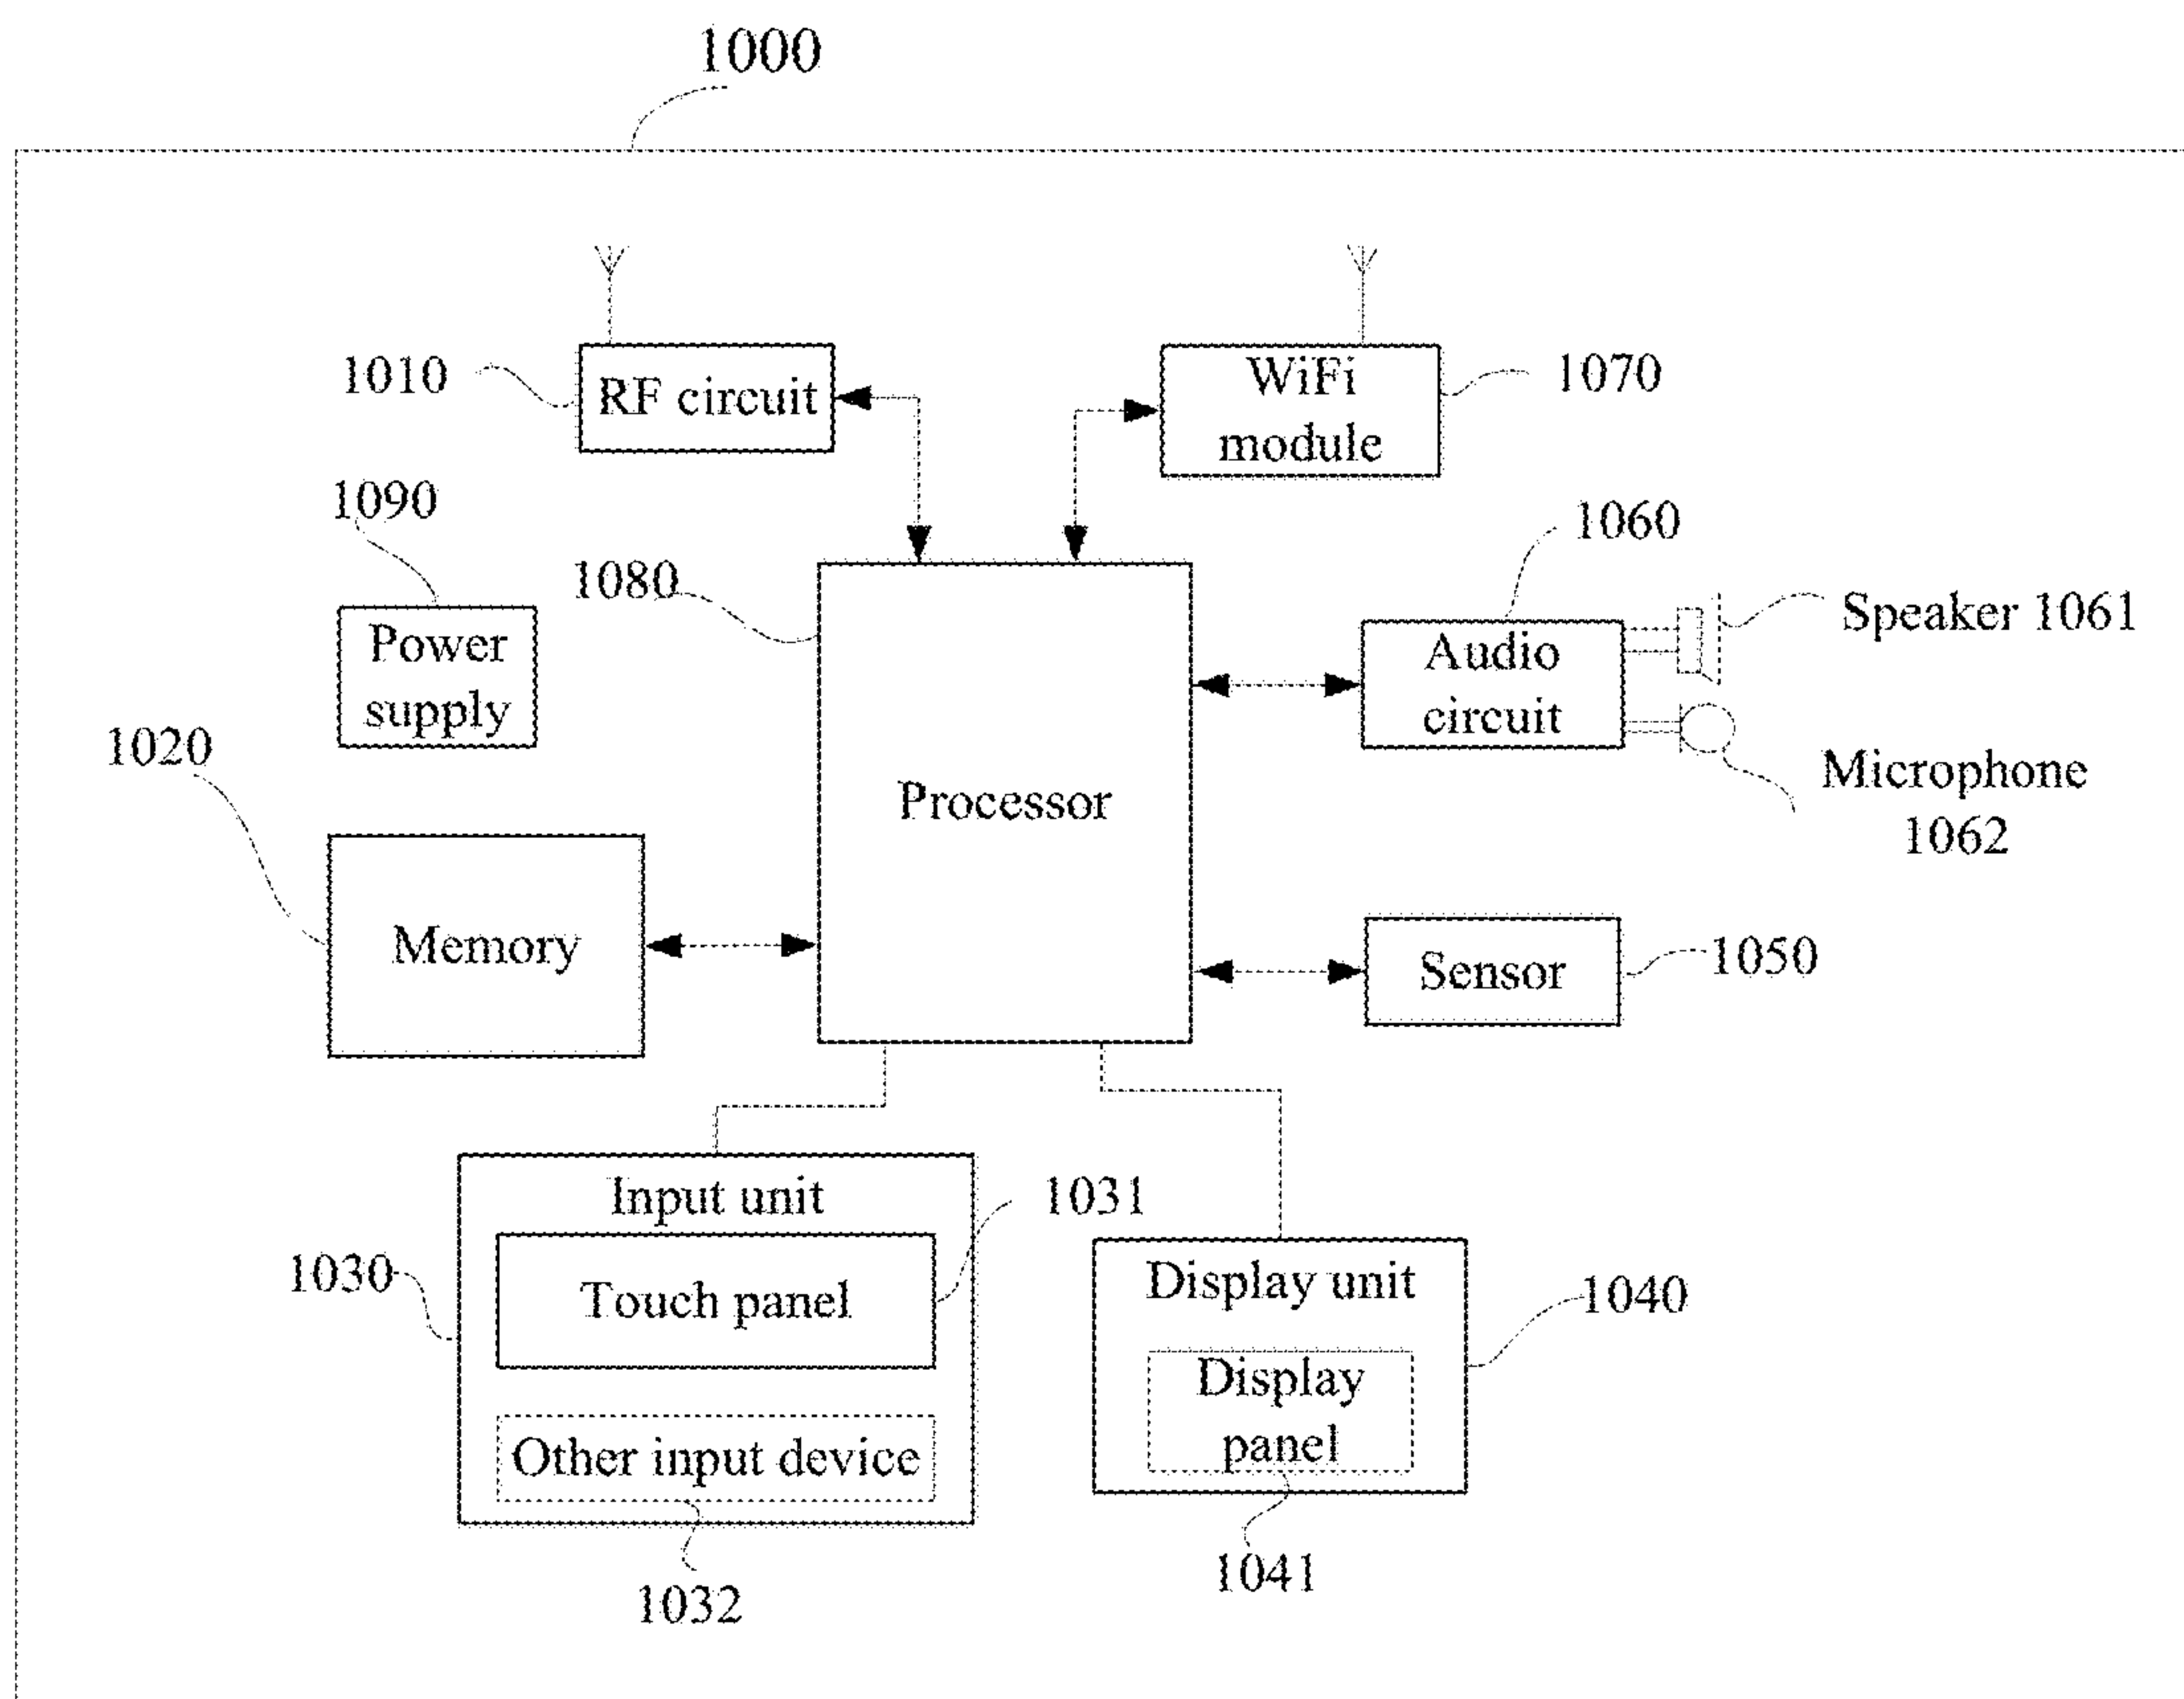 1000
1010
RF circuit
WiFi
module
1070
1090
1060
1080
Power
supply
Speaker 1061
Audio
circuit
1020
Microphone
1062
Processor
Memory
Sensor
1050
Input unit
1031
1030
Touch panel
Display unit
1040
Display
panel
Other input device
1041
1032